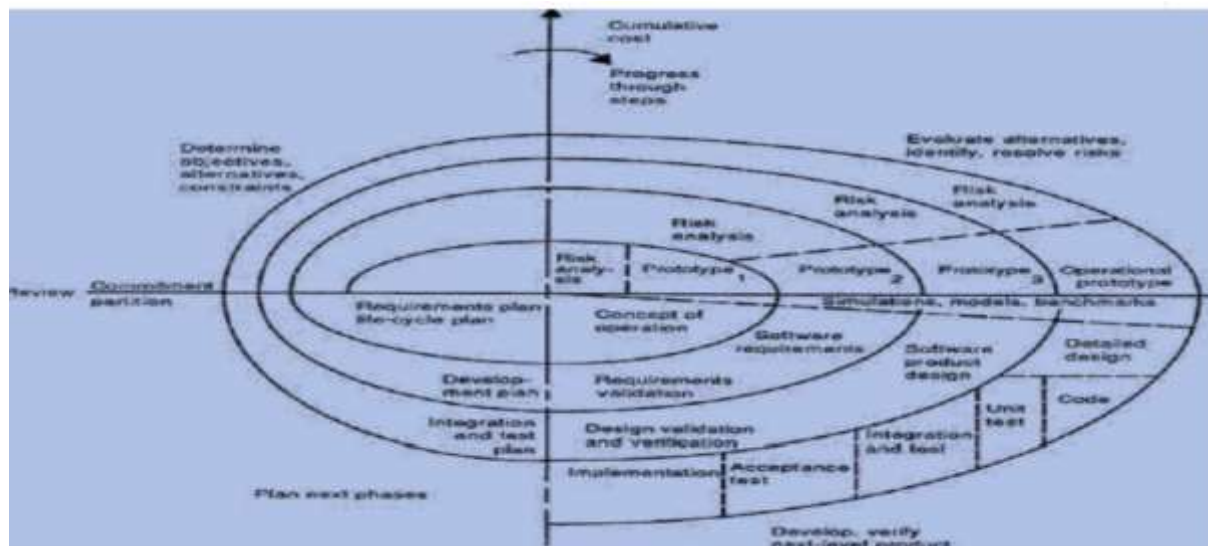 Cumulative
cost
Progress
through
steps
Determine
objectives,
alternatives,
constraints
Evaluate alternatives,
identify, resolve risks
Risk
analysis
Risk
analysis
Risk
analysis
Risk
analy-
sis
Prototype 1
Prototype 2
Prototype 3
Operational
prototype
Review
Commitment
partition
Simulations, models, benchmarks
Requirements plan
life-cycle plan
Concept of
operation
Software
requirements
Software
product
design
Detailed
design
Develop-
ment plan
Requirements
validation
Integration
and test
plan
Design validation
and verification
Unit
test
Code
Integration
and test
Acceptance
test
Implementation
Plan next phases
Develop, verify
next-level product